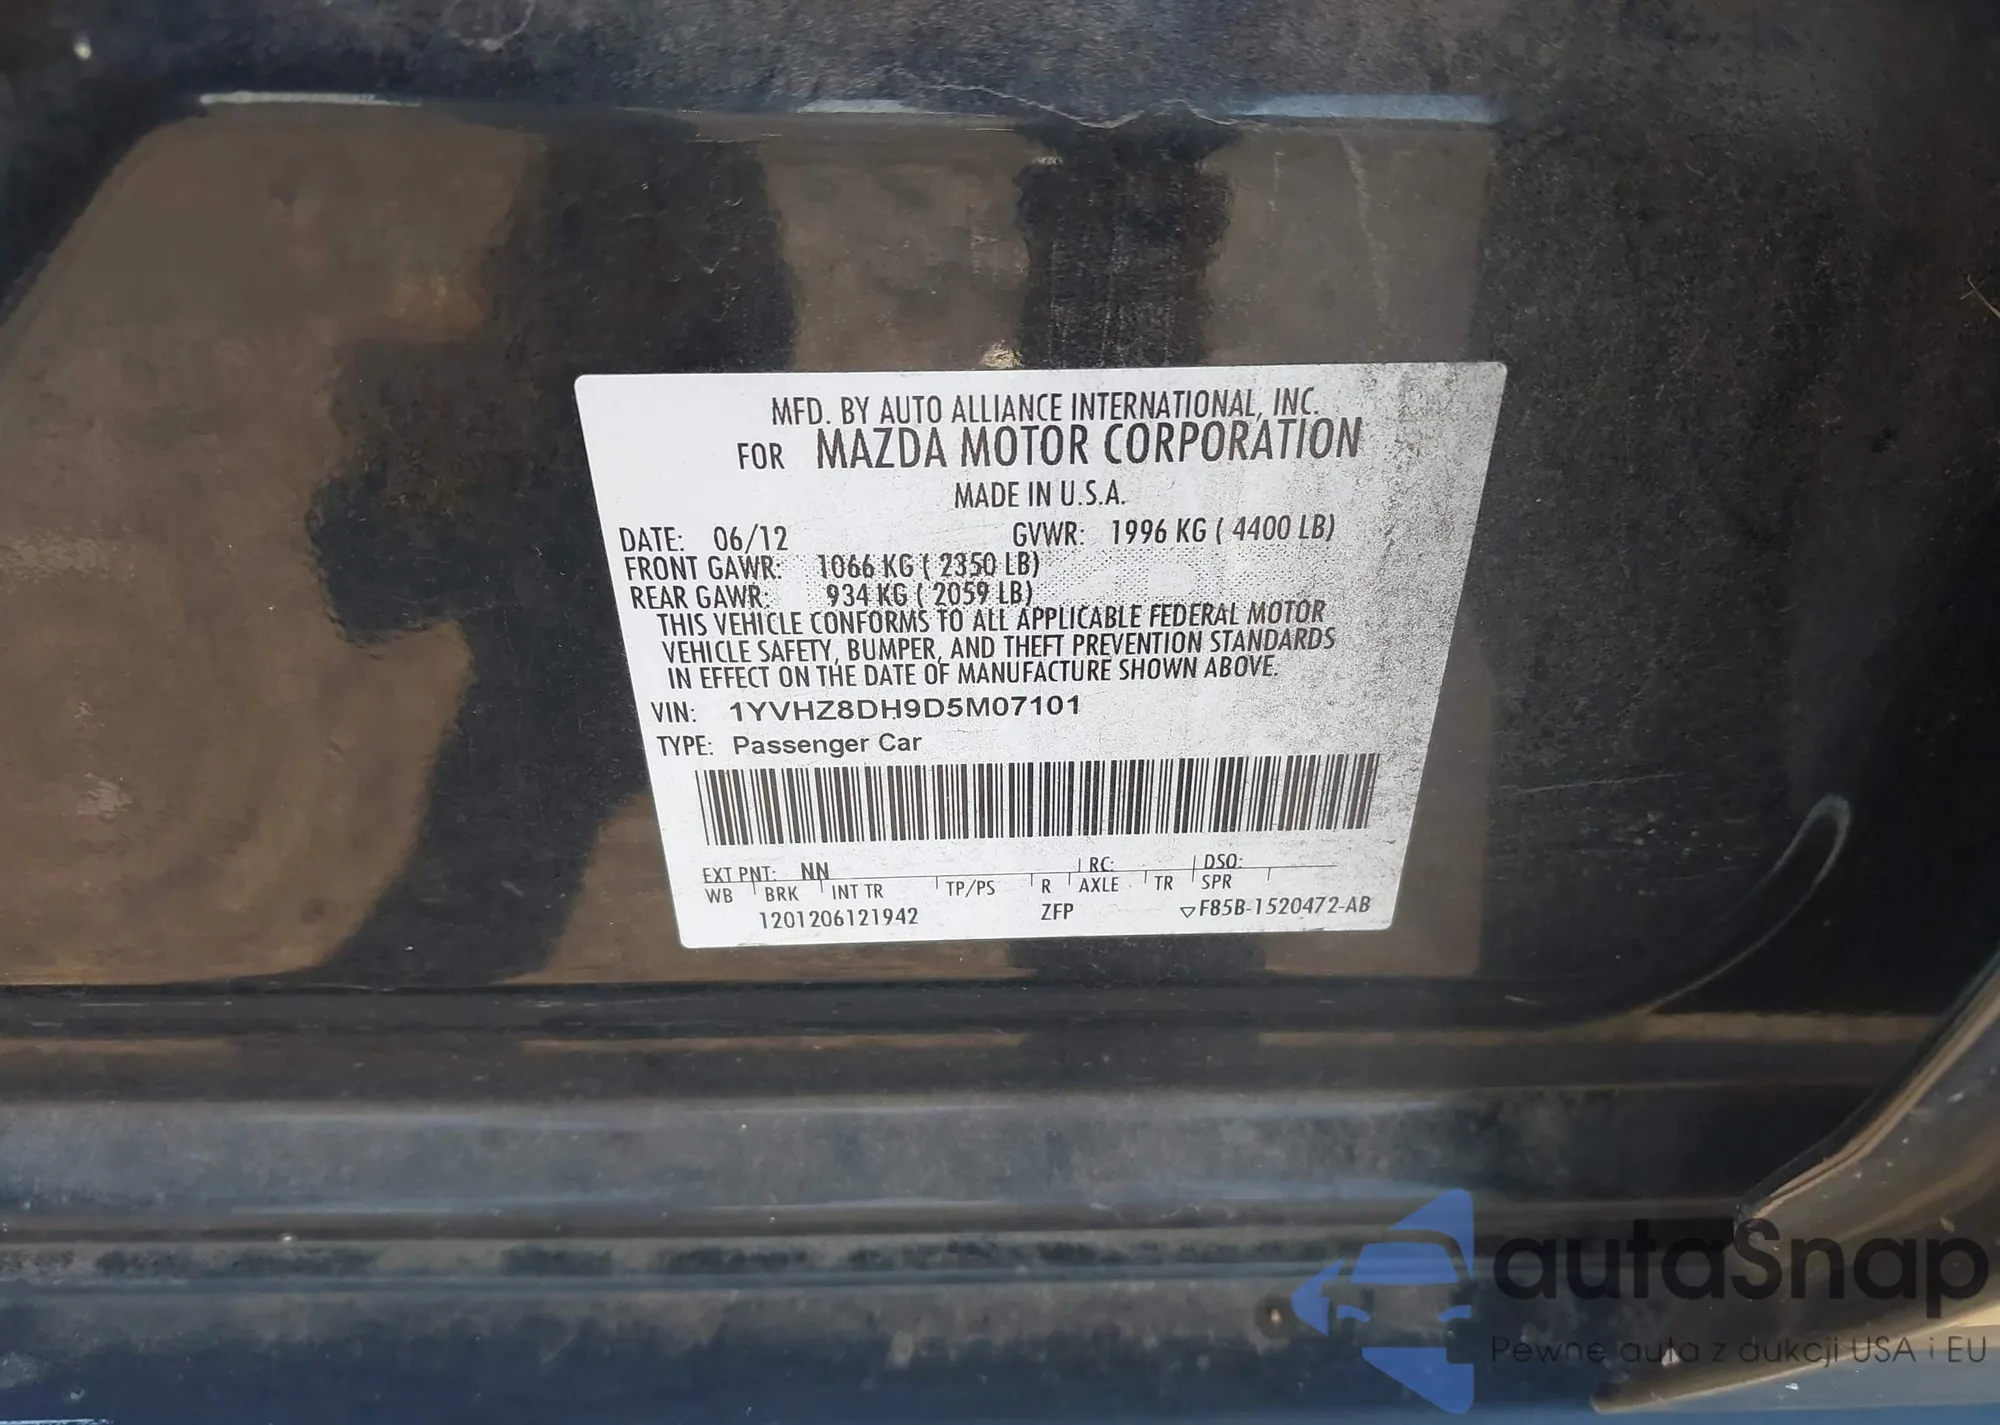 MFD. BY AUTO ALLIANCE INTERNATIONAL, INC.
FOR MAZDA MOTOR CORPORATION
MADE IN U.S.A.
DATE: 06/12 GVWR: 1996 KG ( 4400 LB)
FRONT GAWR: 1066 KG ( 2350 LB)
REAR GAWR: 934 KG ( 2059 LB)
THIS VEHICLE CONFORMS TO ALL APPLICABLE FEDERAL MOTOR
VEHICLE SAFETY, BUMPER, AND THEFT PREVENTION STANDARDS
IN EFFECT ON THE DATE OF MANUFACTURE SHOWN ABOVE.
VIN: 1YVHZ8DH9D5M07101
TYPE: Passenger Car
EXT PNT: NN RC: DSO:
WB BRK INT TR TP/PS R AXLE TR SPR
1201206121942 ZFP ▽F85B-1520472-AB
autaSnap
Pewne auta z aukcji USA i EU